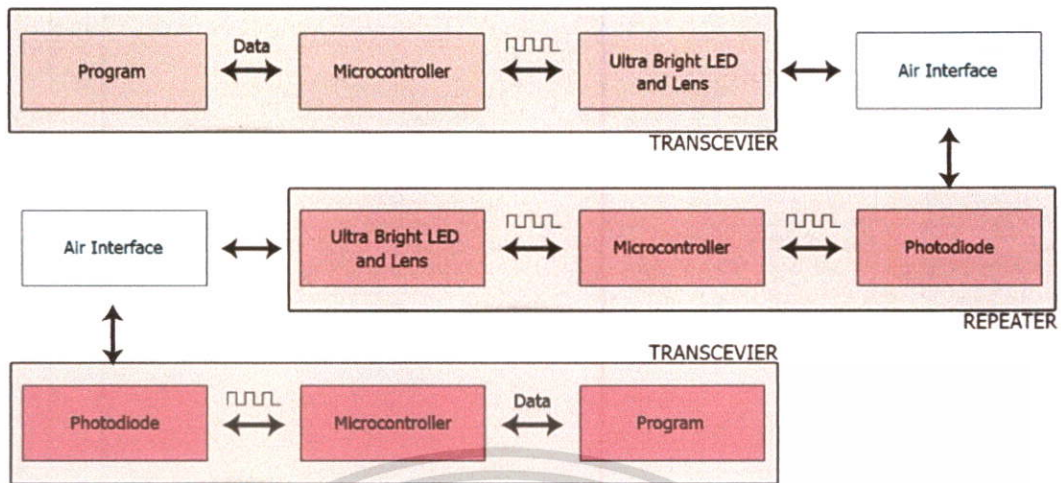 Data
Program
Microcontroller
Ultra Bright LED
and Lens
Air Interface
TRANSCEVIER
Air Interface
Ultra Bright LED
and Lens
Microcontroller
Photodiode
REPEATER
TRANSCEVIER
Photodiode
Microcontroller
Data
Program